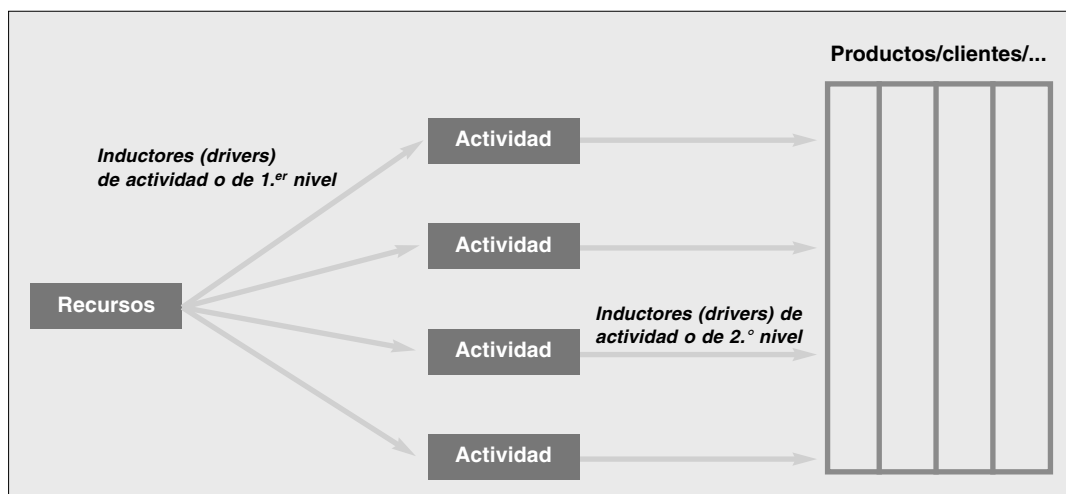 Productos/clientes/...
Actividad
Inductores (drivers)
de actividad o de 1.er nivel
Actividad
Recursos
Inductores (drivers) de
actividad o de 2.° nivel
Actividad
Actividad